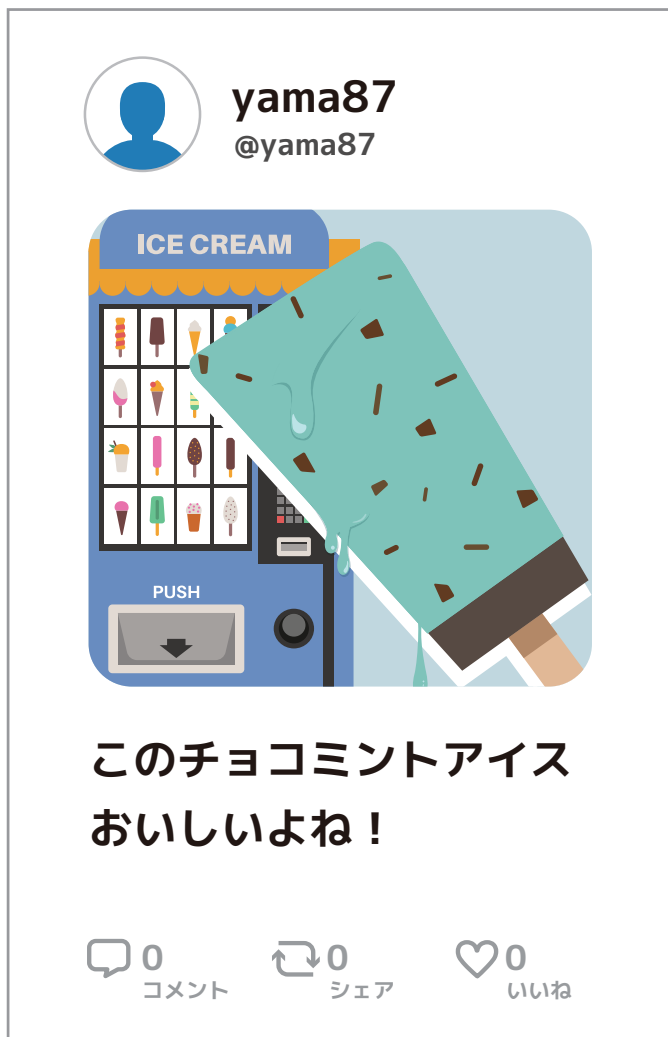 yama87
@yama87
ICE CREAM
PUSH
このチョコミントアイス
おいしいよね！
0
コメント
0
シェア
0
いいね